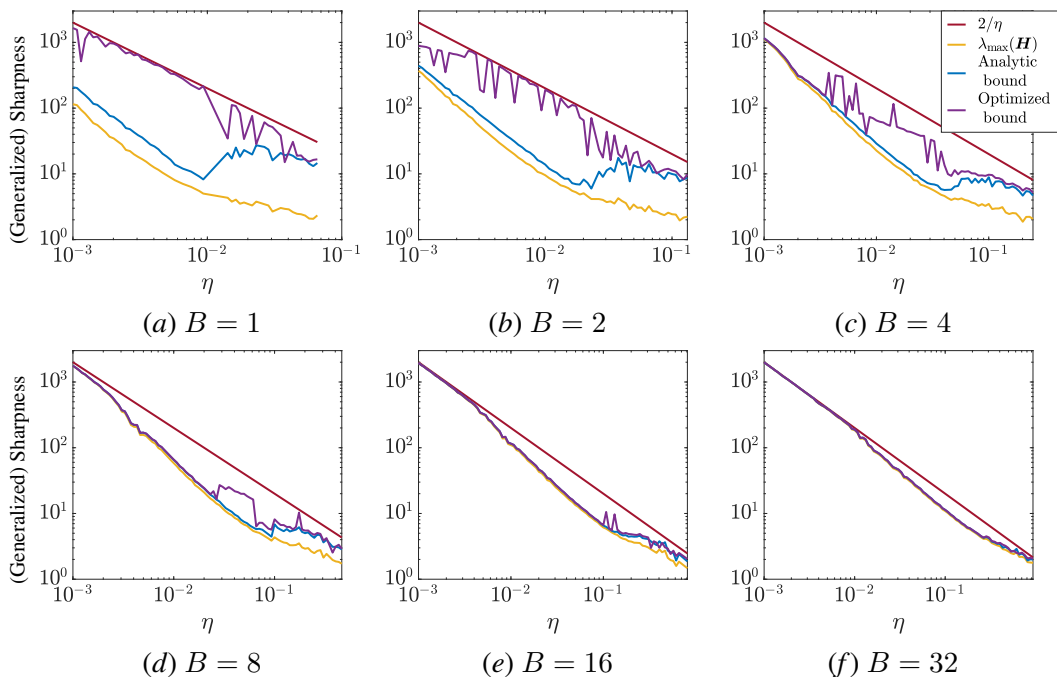 (Generalized) Sharpness
10^3
10^2
10^1
10^0
10^{-3}
10^{-2}
10^{-1}
η
(a) B = 1
10^3
10^2
10^1
10^0
10^{-3}
10^{-2}
10^{-1}
η
(b) B = 2
10^3
10^2
10^1
10^0
10^{-3}
10^{-2}
10^{-1}
η
(c) B = 4
2/η
λ_max(H)
Analytic
bound
Optimized
bound
(Generalized) Sharpness
10^3
10^2
10^1
10^0
10^{-3}
10^{-2}
10^{-1}
η
(d) B = 8
10^3
10^2
10^1
10^0
10^{-3}
10^{-2}
10^{-1}
η
(e) B = 16
10^3
10^2
10^1
10^0
10^{-3}
10^{-2}
10^{-1}
η
(f) B = 32